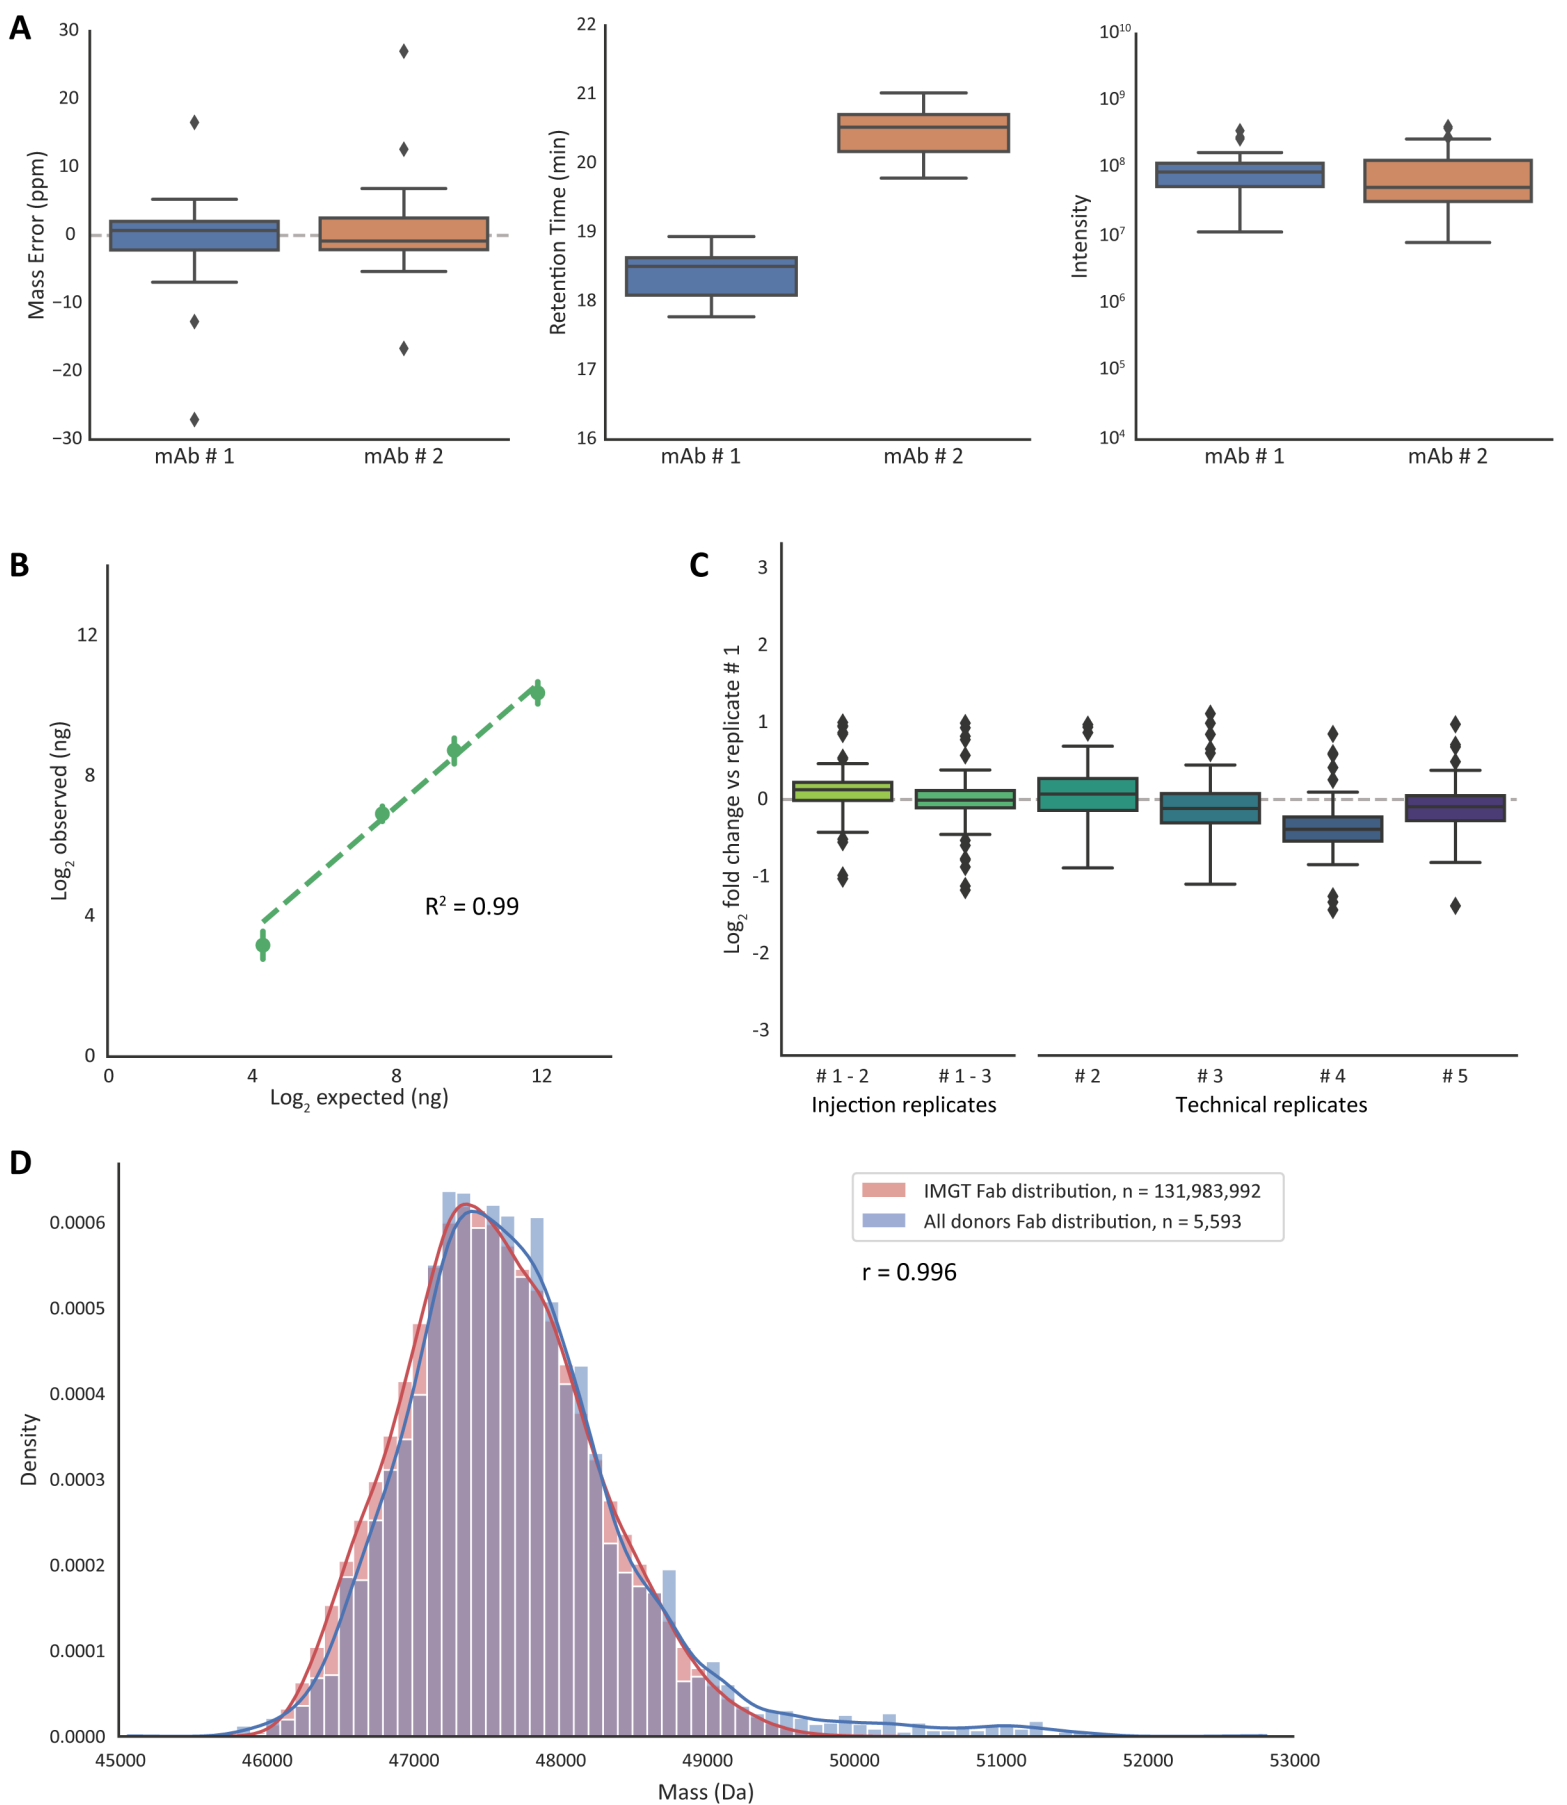 A
30
20
10
0
−10
−20
−30
Mass Error (ppm)
mAb # 1
mAb # 2
22
21
20
19
18
17
16
Retention Time (min)
mAb # 1
mAb # 2
10¹⁰
10⁹
10⁸
10⁷
10⁶
10⁵
10⁴
Intensity
mAb # 1
mAb # 2
B
12
8
4
0
Log₂ observed (ng)
R² = 0.99
0
4
8
12
Log₂ expected (ng)
C
3
2
1
0
-1
-2
-3
Log₂ fold change vs replicate # 1
# 1 - 2
# 1 - 3
# 2
# 3
# 4
# 5
Injection replicates
Technical replicates
D
IMGT Fab distribution, n = 131,983,992
All donors Fab distribution, n = 5,593
r = 0.996
0.0006
0.0005
0.0004
0.0003
0.0002
0.0001
0.0000
Density
45000
46000
47000
48000
49000
50000
51000
52000
53000
Mass (Da)